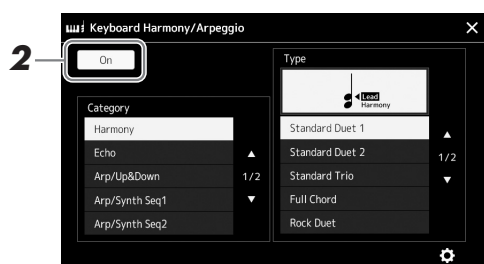 Keyboard Harmony/Arpeggio
2
On
Category
Harmony
Echo
Arp/Up&Down
Arp/Synth Seq1
Arp/Synth Seq2
1/2
Type
Lead
Harmony
Standard Duet 1
Standard Duet 2
Standard Trio
Full Chord
Rock Duet
1/2